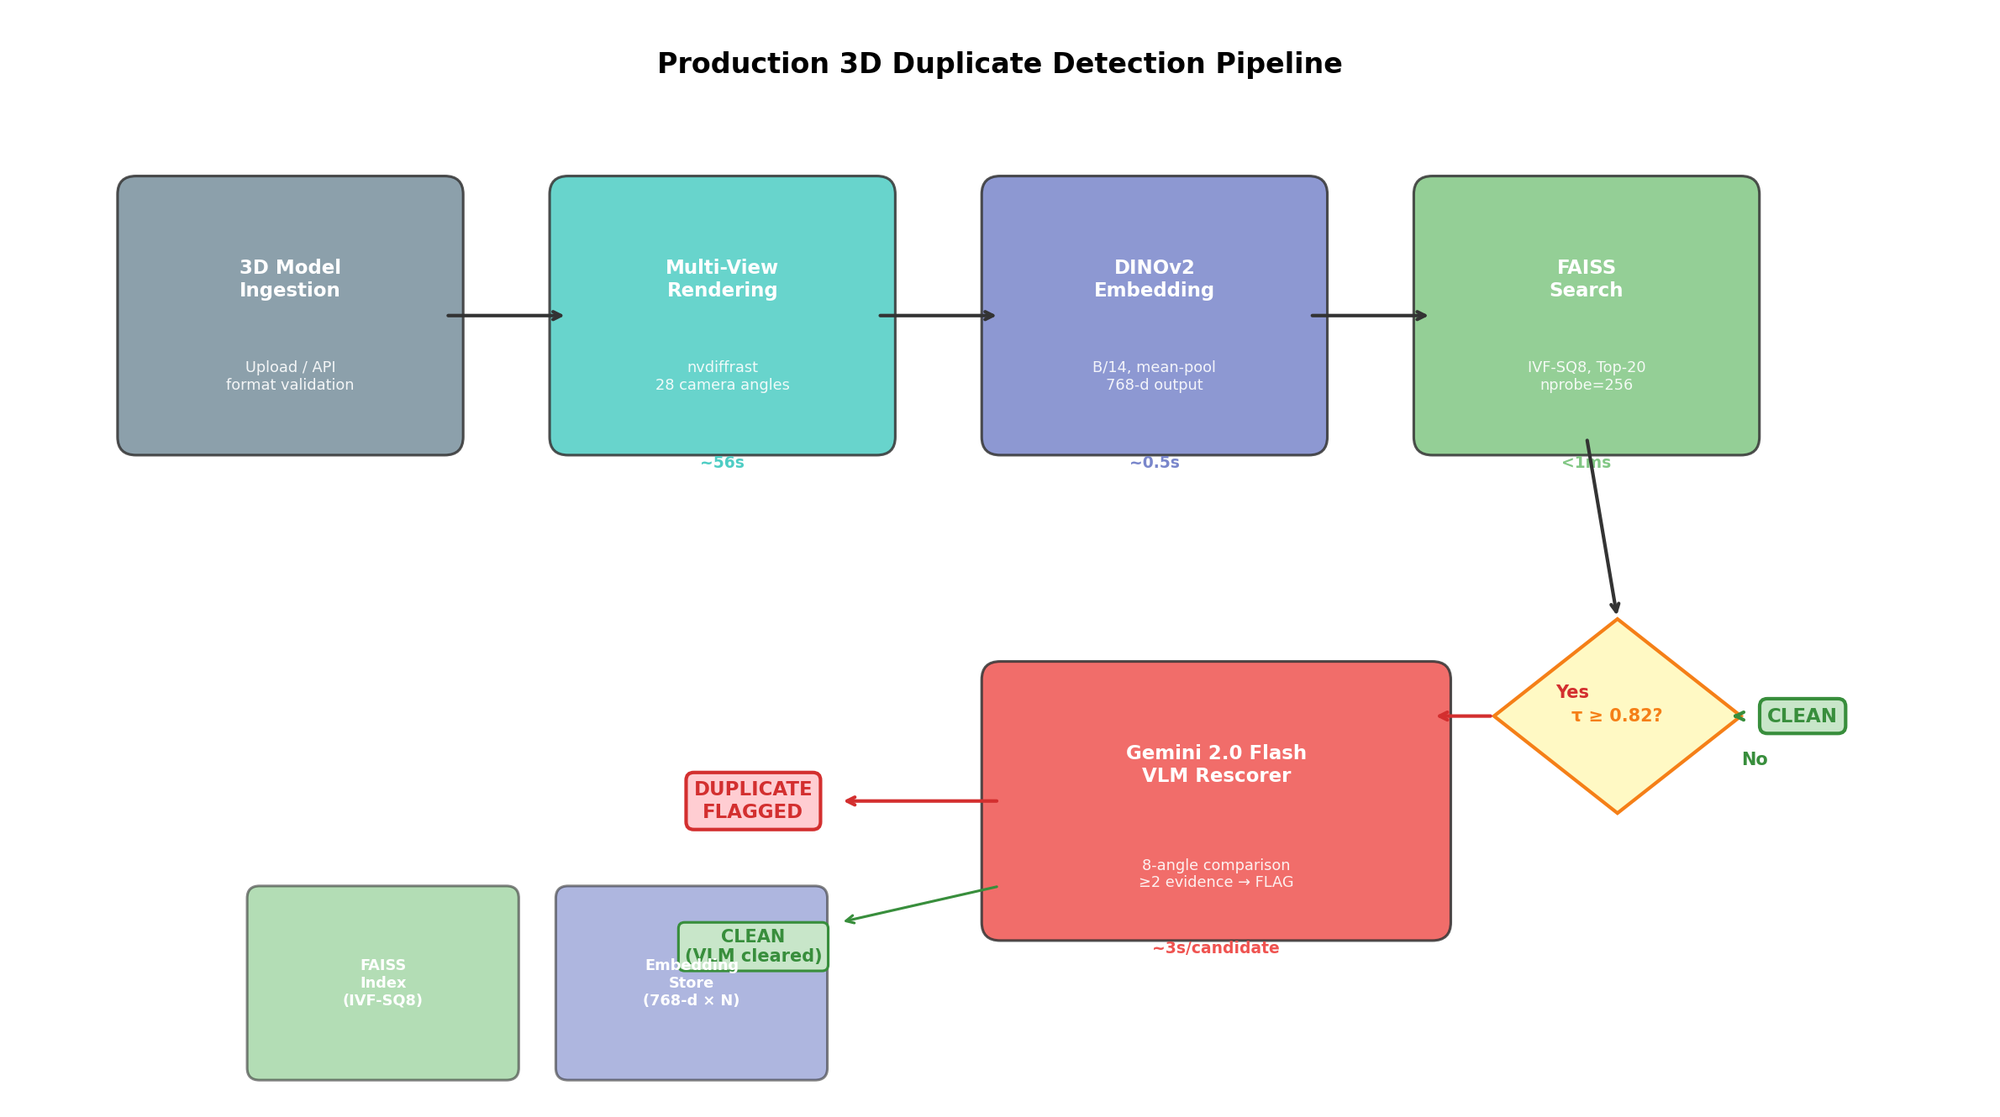 Production 3D Duplicate Detection Pipeline
3D Model
Ingestion
Upload / API
format validation
Multi-View
Rendering
nvdiffrast
28 camera angles
~56s
DINOv2
Embedding
B/14, mean-pool
768-d output
~0.5s
FAISS
Search
IVF-SQ8, Top-20
nprobe=256
<1ms
Yes
τ ≥ 0.82?
CLEAN
No
Gemini 2.0 Flash
VLM Rescorer
8-angle comparison
≥2 evidence → FLAG
~3s/candidate
DUPLICATE
FLAGGED
CLEAN
(VLM cleared)
FAISS
Index
(IVF-SQ8)
Embedding
Store
(768-d × N)